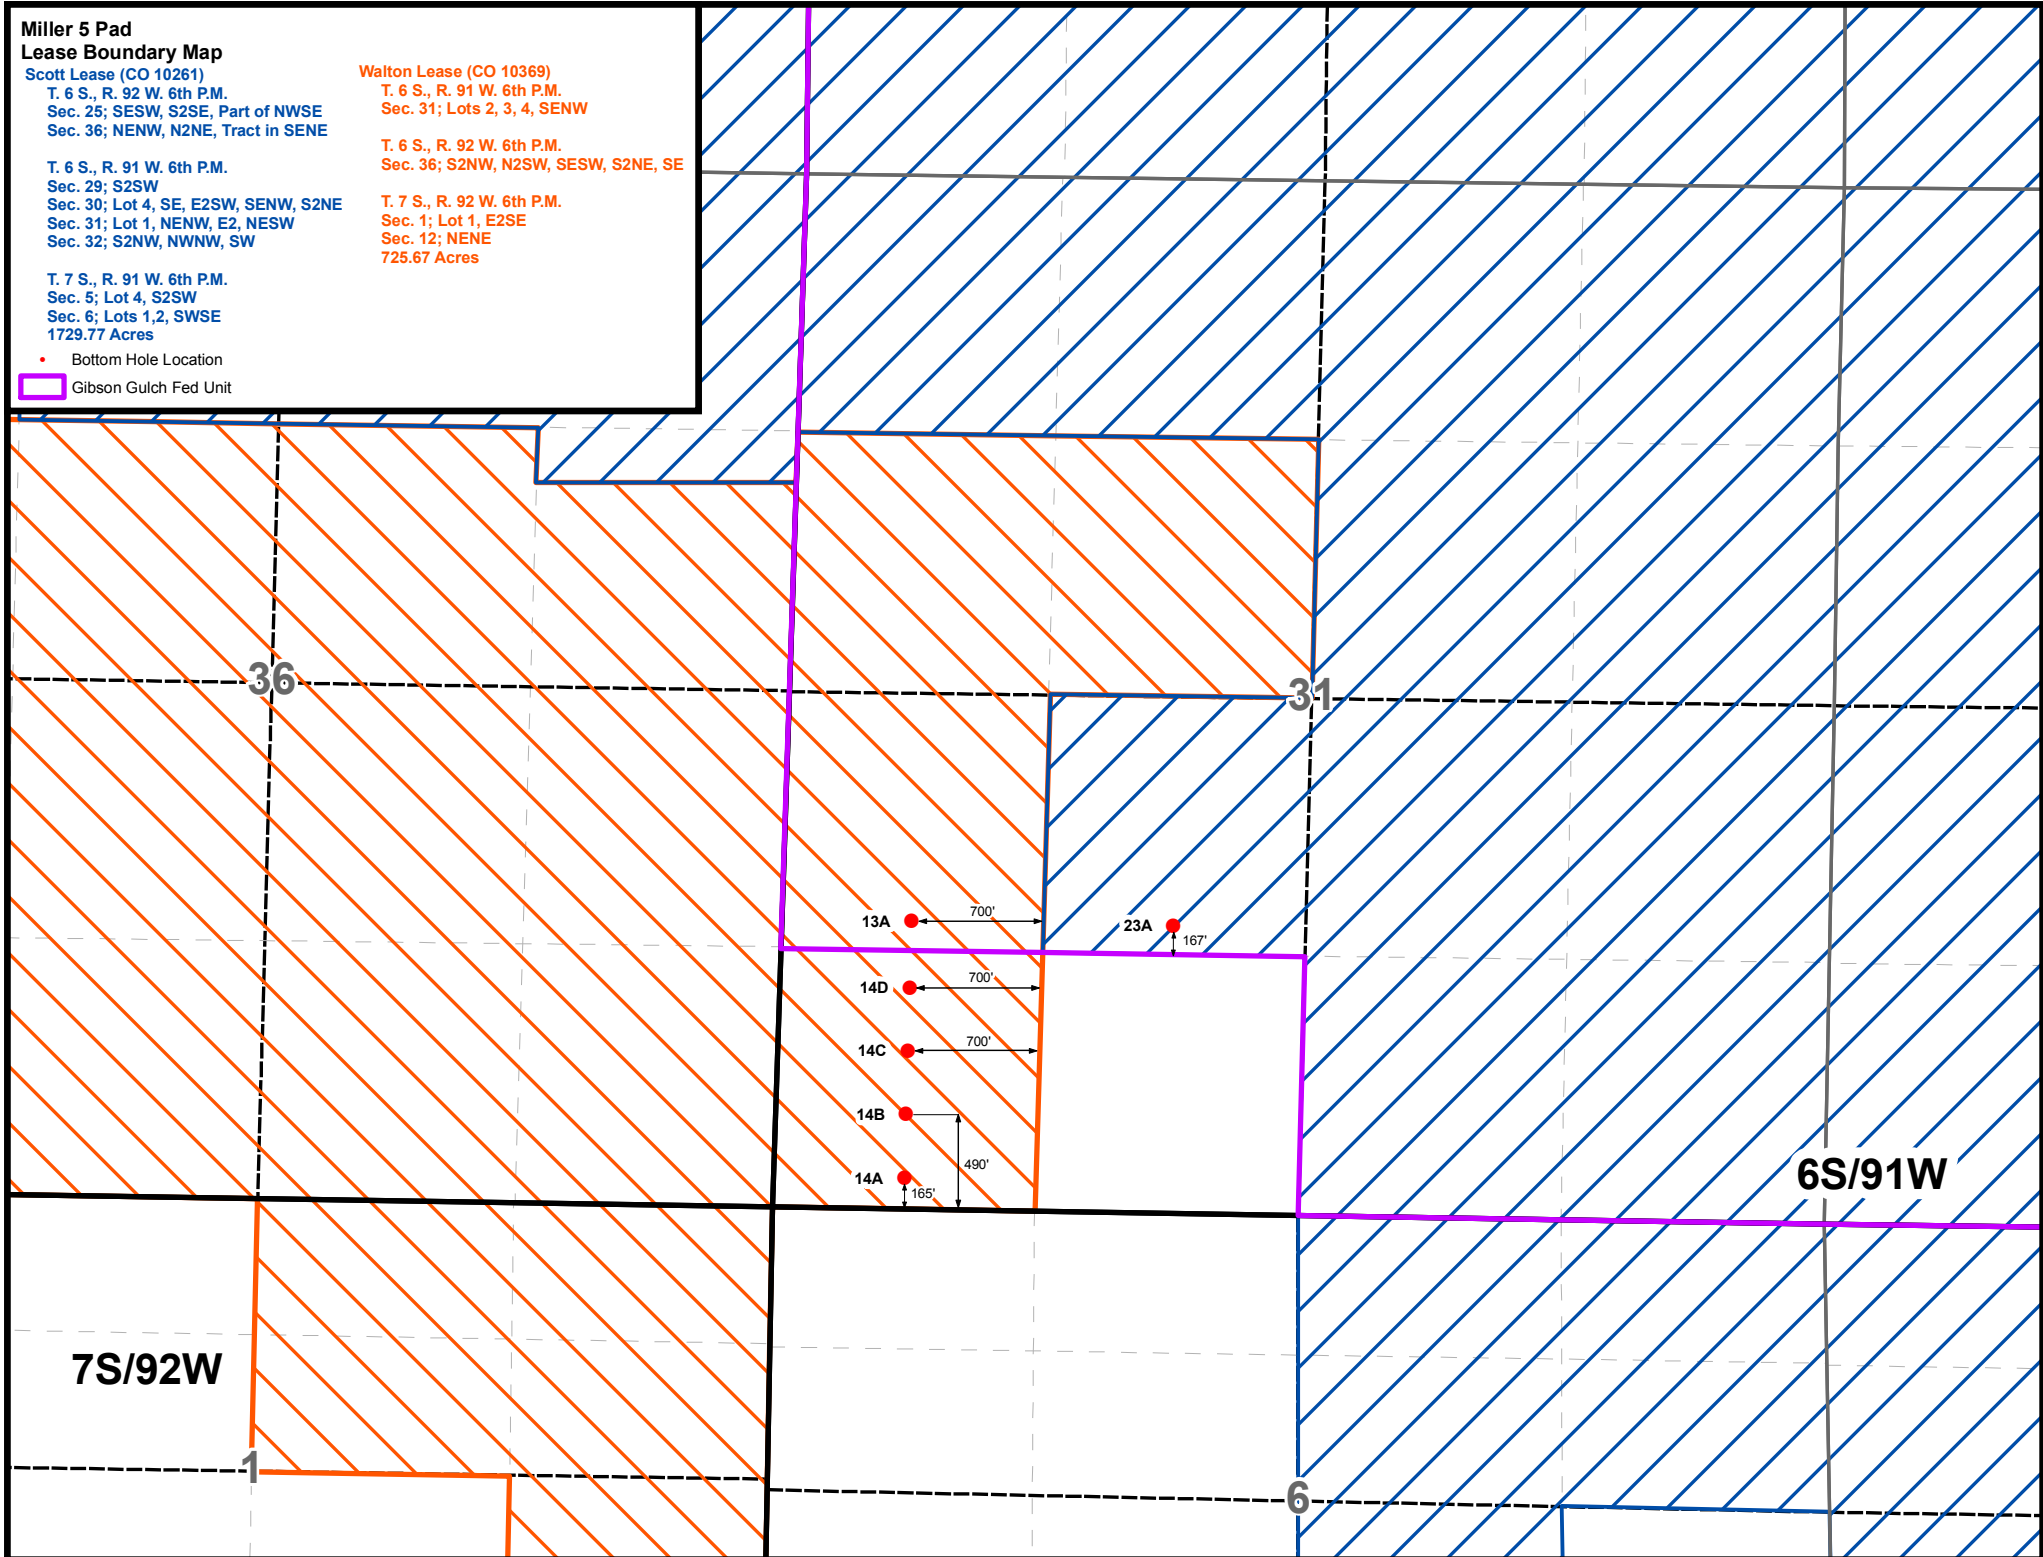 Miller 5 Pad
Lease Boundary Map
Scott Lease (CO 10261)
T. 6 S., R. 92 W. 6th P.M.
Sec. 25; SESW, S2SE, Part of NWSE
Sec. 36; NENW, N2NE, Tract in SENE
T. 6 S., R. 91 W. 6th P.M.
Sec. 29; S2SW
Sec. 30; Lot 4, SE, E2SW, SENW, S2NE
Sec. 31; Lot 1, NENW, E2, NESW
Sec. 32; S2NW, NWNW, SW
T. 7 S., R. 91 W. 6th P.M.
Sec. 5; Lot 4, S2SW
Sec. 6; Lots 1,2, SWSE
1729.77 Acres
Walton Lease (CO 10369)
T. 6 S., R. 91 W. 6th P.M.
Sec. 31; Lots 2, 3, 4, SENW
T. 6 S., R. 92 W. 6th P.M.
Sec. 36; S2NW, N2SW, SESW, S2NE, SE
T. 7 S., R. 92 W. 6th P.M.
Sec. 1; Lot 1, E2SE
Sec. 12; NENE
725.67 Acres
Bottom Hole Location
Gibson Gulch Fed Unit
36
31
13A
700'
23A
167'
14D
700'
14C
700'
14B
490'
14A
165'
6S/91W
7S/92W
1
6